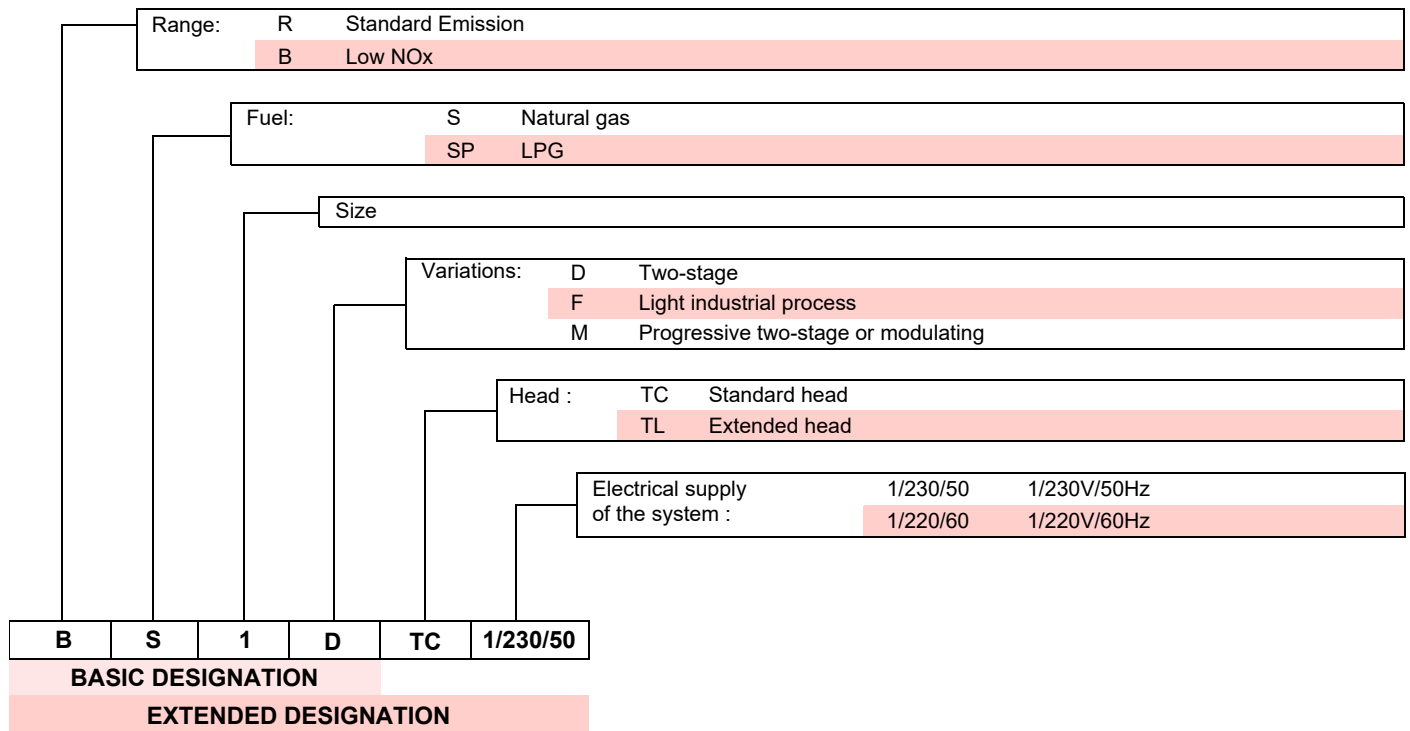 Range: R Standard Emission
B Low NOx
Fuel: S Natural gas
SP LPG
Size
Variations: D Two-stage
F Light industrial process
M Progressive two-stage or modulating
Head : TC Standard head
TL Extended head
Electrical supply 1/230/50 1/230V/50Hz
of the system : 1/220/60 1/220V/60Hz
B S 1 D TC 1/230/50
BASIC DESIGNATION
EXTENDED DESIGNATION